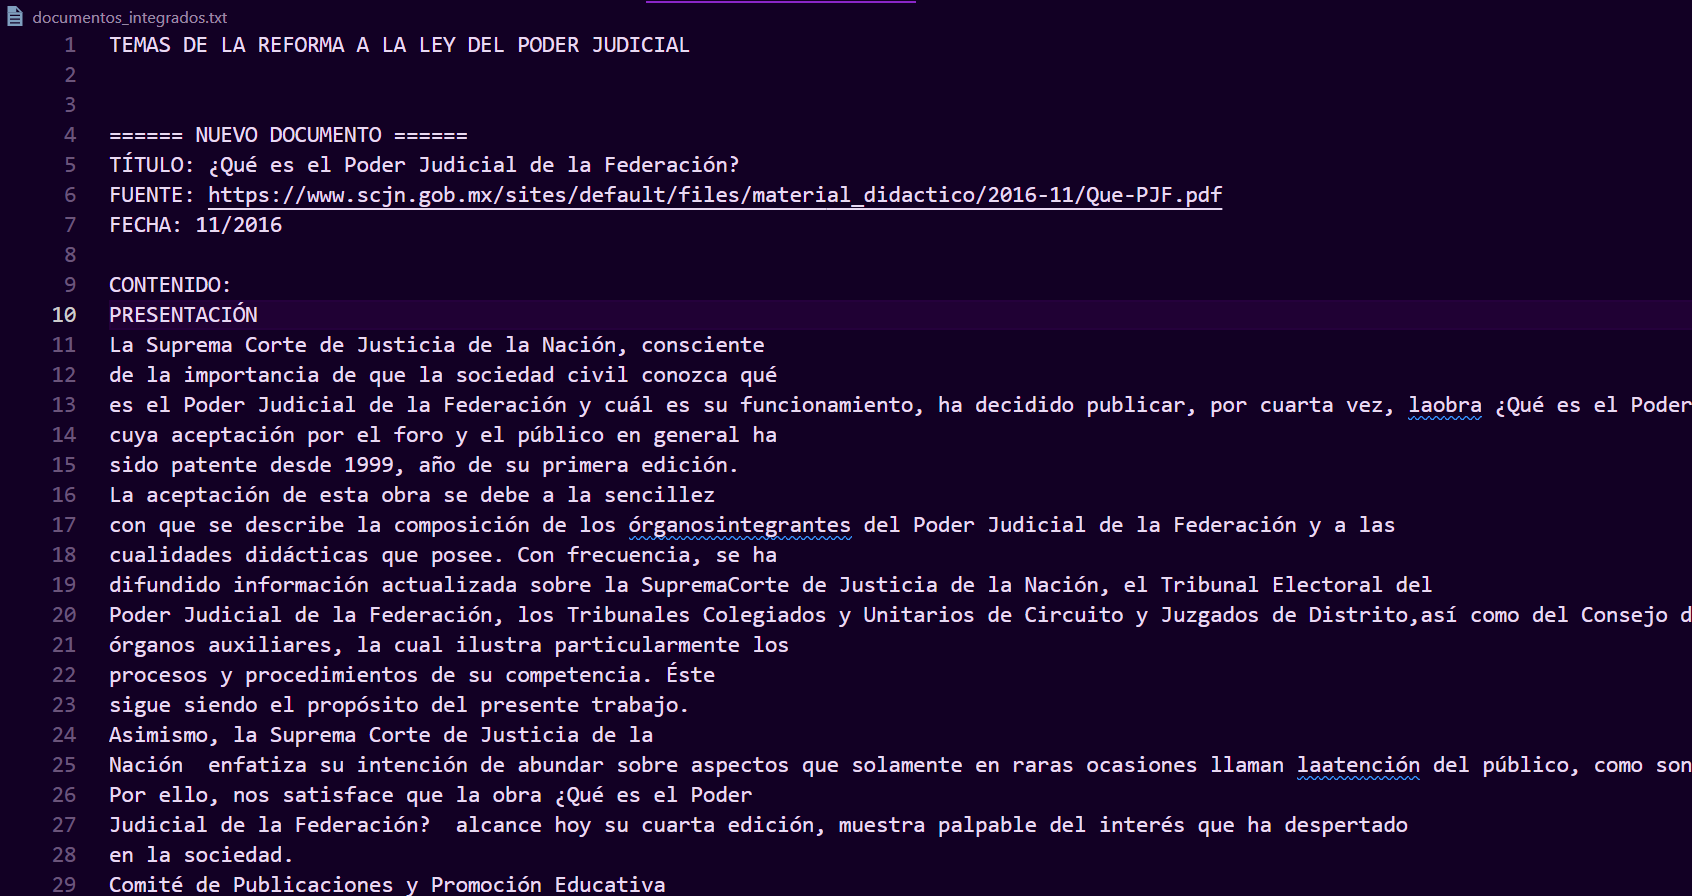 documentos_integrados.txt
1 TEMAS DE LA REFORMA A LA LEY DEL PODER JUDICIAL
2
3
4 ====== NUEVO DOCUMENTO ======
5 TÍTULO: ¿Qué es el Poder Judicial de la Federación?
6 FUENTE: https://www.scjn.gob.mx/sites/default/files/material_didactico/2016-11/Que-PJF.pdf
7 FECHA: 11/2016
8
9 CONTENIDO:
10 PRESENTACIÓN
11 La Suprema Corte de Justicia de la Nación, consciente
12 de la importancia de que la sociedad civil conozca qué
13 es el Poder Judicial de la Federación y cuál es su funcionamiento, ha decidido publicar, por cuarta vez, laobra ¿Qué es el Poder
14 cuya aceptación por el foro y el público en general ha
15 sido patente desde 1999, año de su primera edición.
16 La aceptación de esta obra se debe a la sencillez
17 con que se describe la composición de los órganosintegrantes del Poder Judicial de la Federación y a las
18 cualidades didácticas que posee. Con frecuencia, se ha
19 difundido información actualizada sobre la SupremaCorte de Justicia de la Nación, el Tribunal Electoral del
20 Poder Judicial de la Federación, los Tribunales Colegiados y Unitarios de Circuito y Juzgados de Distrito,así como del Consejo d
21 órganos auxiliares, la cual ilustra particularmente los
22 procesos y procedimientos de su competencia. Éste
23 sigue siendo el propósito del presente trabajo.
24 Asimismo, la Suprema Corte de Justicia de la
25 Nación  enfatiza su intención de abundar sobre aspectos que solamente en raras ocasiones llaman laatención del público, como son
26 Por ello, nos satisface que la obra ¿Qué es el Poder
27 Judicial de la Federación?  alcance hoy su cuarta edición, muestra palpable del interés que ha despertado
28 en la sociedad.
29 Comité de Publicaciones y Promoción Educativa